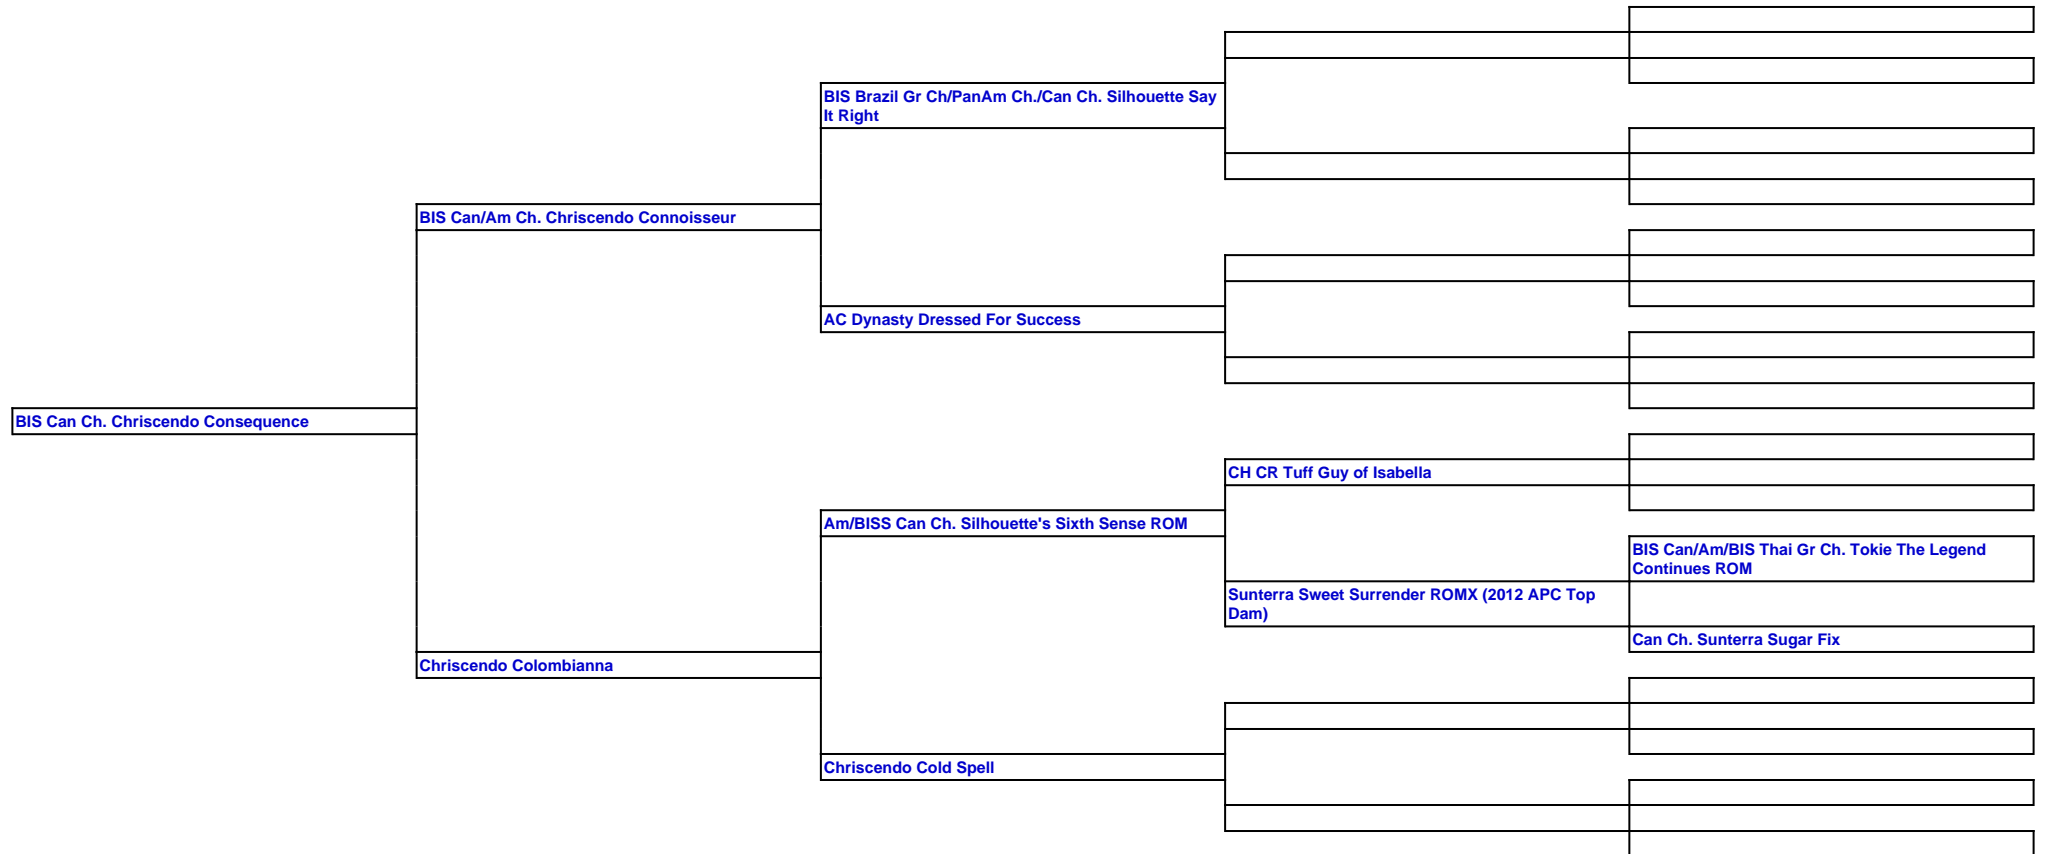 BIS Brazil Gr Ch/PanAm Ch./Can Ch. Silhouette Say
It Right
BIS Can/Am Ch. Chriscendo Connoisseur
AC Dynasty Dressed For Success
BIS Can Ch. Chriscendo Consequence
CH CR Tuff Guy of Isabella
Am/BISS Can Ch. Silhouette's Sixth Sense ROM
BIS Can/Am/BIS Thai Gr Ch. Tokie The Legend
Continues ROM
Sunterra Sweet Surrender ROMX (2012 APC Top
Dam)
Can Ch. Sunterra Sugar Fix
Chriscendo Colombianna
Chriscendo Cold Spell